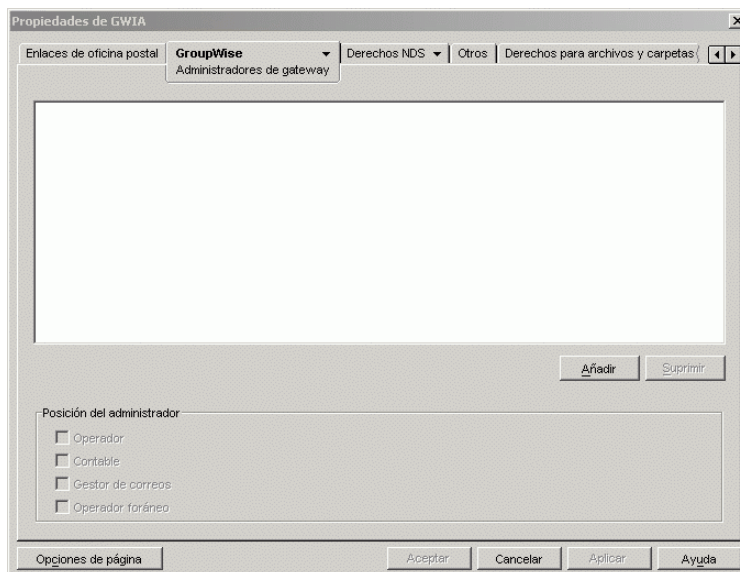 Propiedades de GWIA
Enlaces de oficina postal GroupWise Derechos NDS Otros Derechos para archivos y carpetas
Administradores de gateway
Añadir Suprimir
Posición del administrador
Operador
Contable
Gestor de correos
Operador foráneo
Opciones de página Aceptar Cancelar Aplicar Ayuda